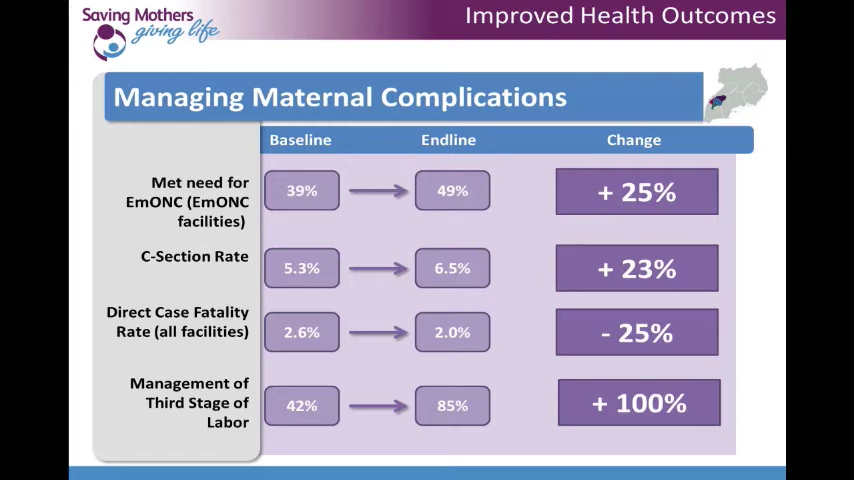 Saving Mothers
giving life
Improved Health Outcomes
Managing Maternal Complications
Baseline Endline Change
Met need for
EmONC (EmONC
facilities)
39% 49% + 25%
C-Section Rate
5.3% 6.5% + 23%
Direct Case Fatality
Rate (all facilities)
2.6% 2.0% - 25%
Management of
Third Stage of
Labor
42% 85% + 100%